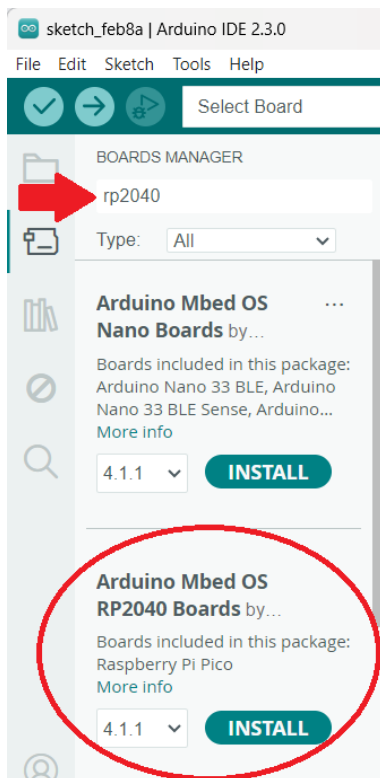 sketch_feb8a | Arduino IDE 2.3.0
File Edit Sketch Tools Help
Select Board
BOARDS MANAGER
rp2040
Type: All
Arduino Mbed OS
Nano Boards by...
Boards included in this package:
Arduino Nano 33 BLE, Arduino
Nano 33 BLE Sense, Arduino...
More info
4.1.1 INSTALL
Arduino Mbed OS
RP2040 Boards by...
Boards included in this package:
Raspberry Pi Pico
More info
4.1.1 INSTALL